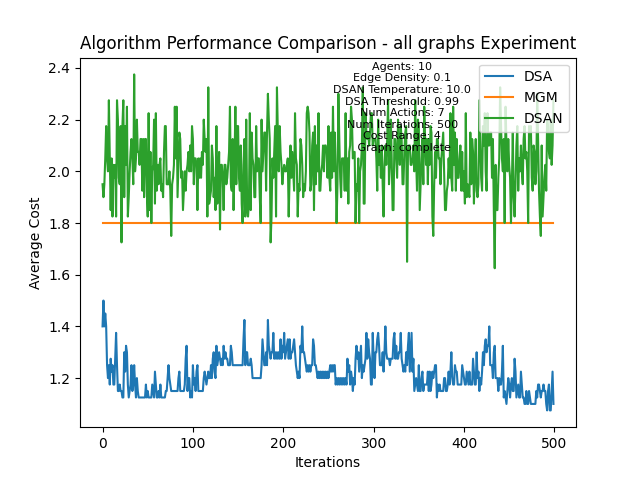 Algorithm Performance Comparison - all graphs Experiment
Agents: 10
Edge Density: 0.1
DSAN Temperature: 10.0
DSA Threshold: 0.99
Num Actions: 7
Num Iterations: 500
Cost Range: 4
Graph: complete
DSA
MGM
DSAN
2.4
2.2
2.0
1.8
1.6
1.4
1.2
Average Cost
0
100
200
300
400
500
Iterations